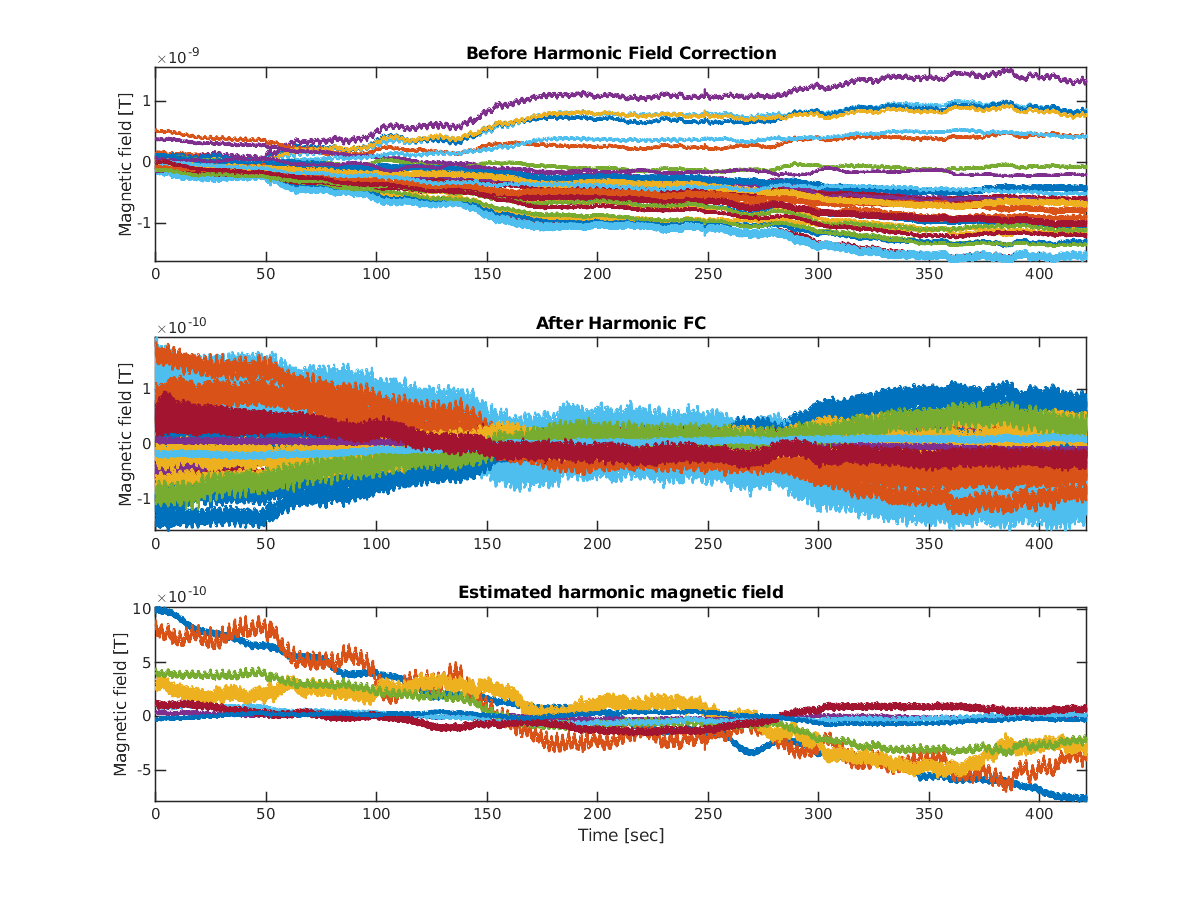 Before Harmonic Field Correction
×10^-9
Magnetic field [T]
1
0
-1
0 50 100 150 200 250 300 350 400
After Harmonic FC
×10^-10
Magnetic field [T]
1
0
-1
0 50 100 150 200 250 300 350 400
Estimated harmonic magnetic field
×10^-10
Magnetic field [T]
10
5
0
-5
0 50 100 150 200 250 300 350 400
Time [sec]